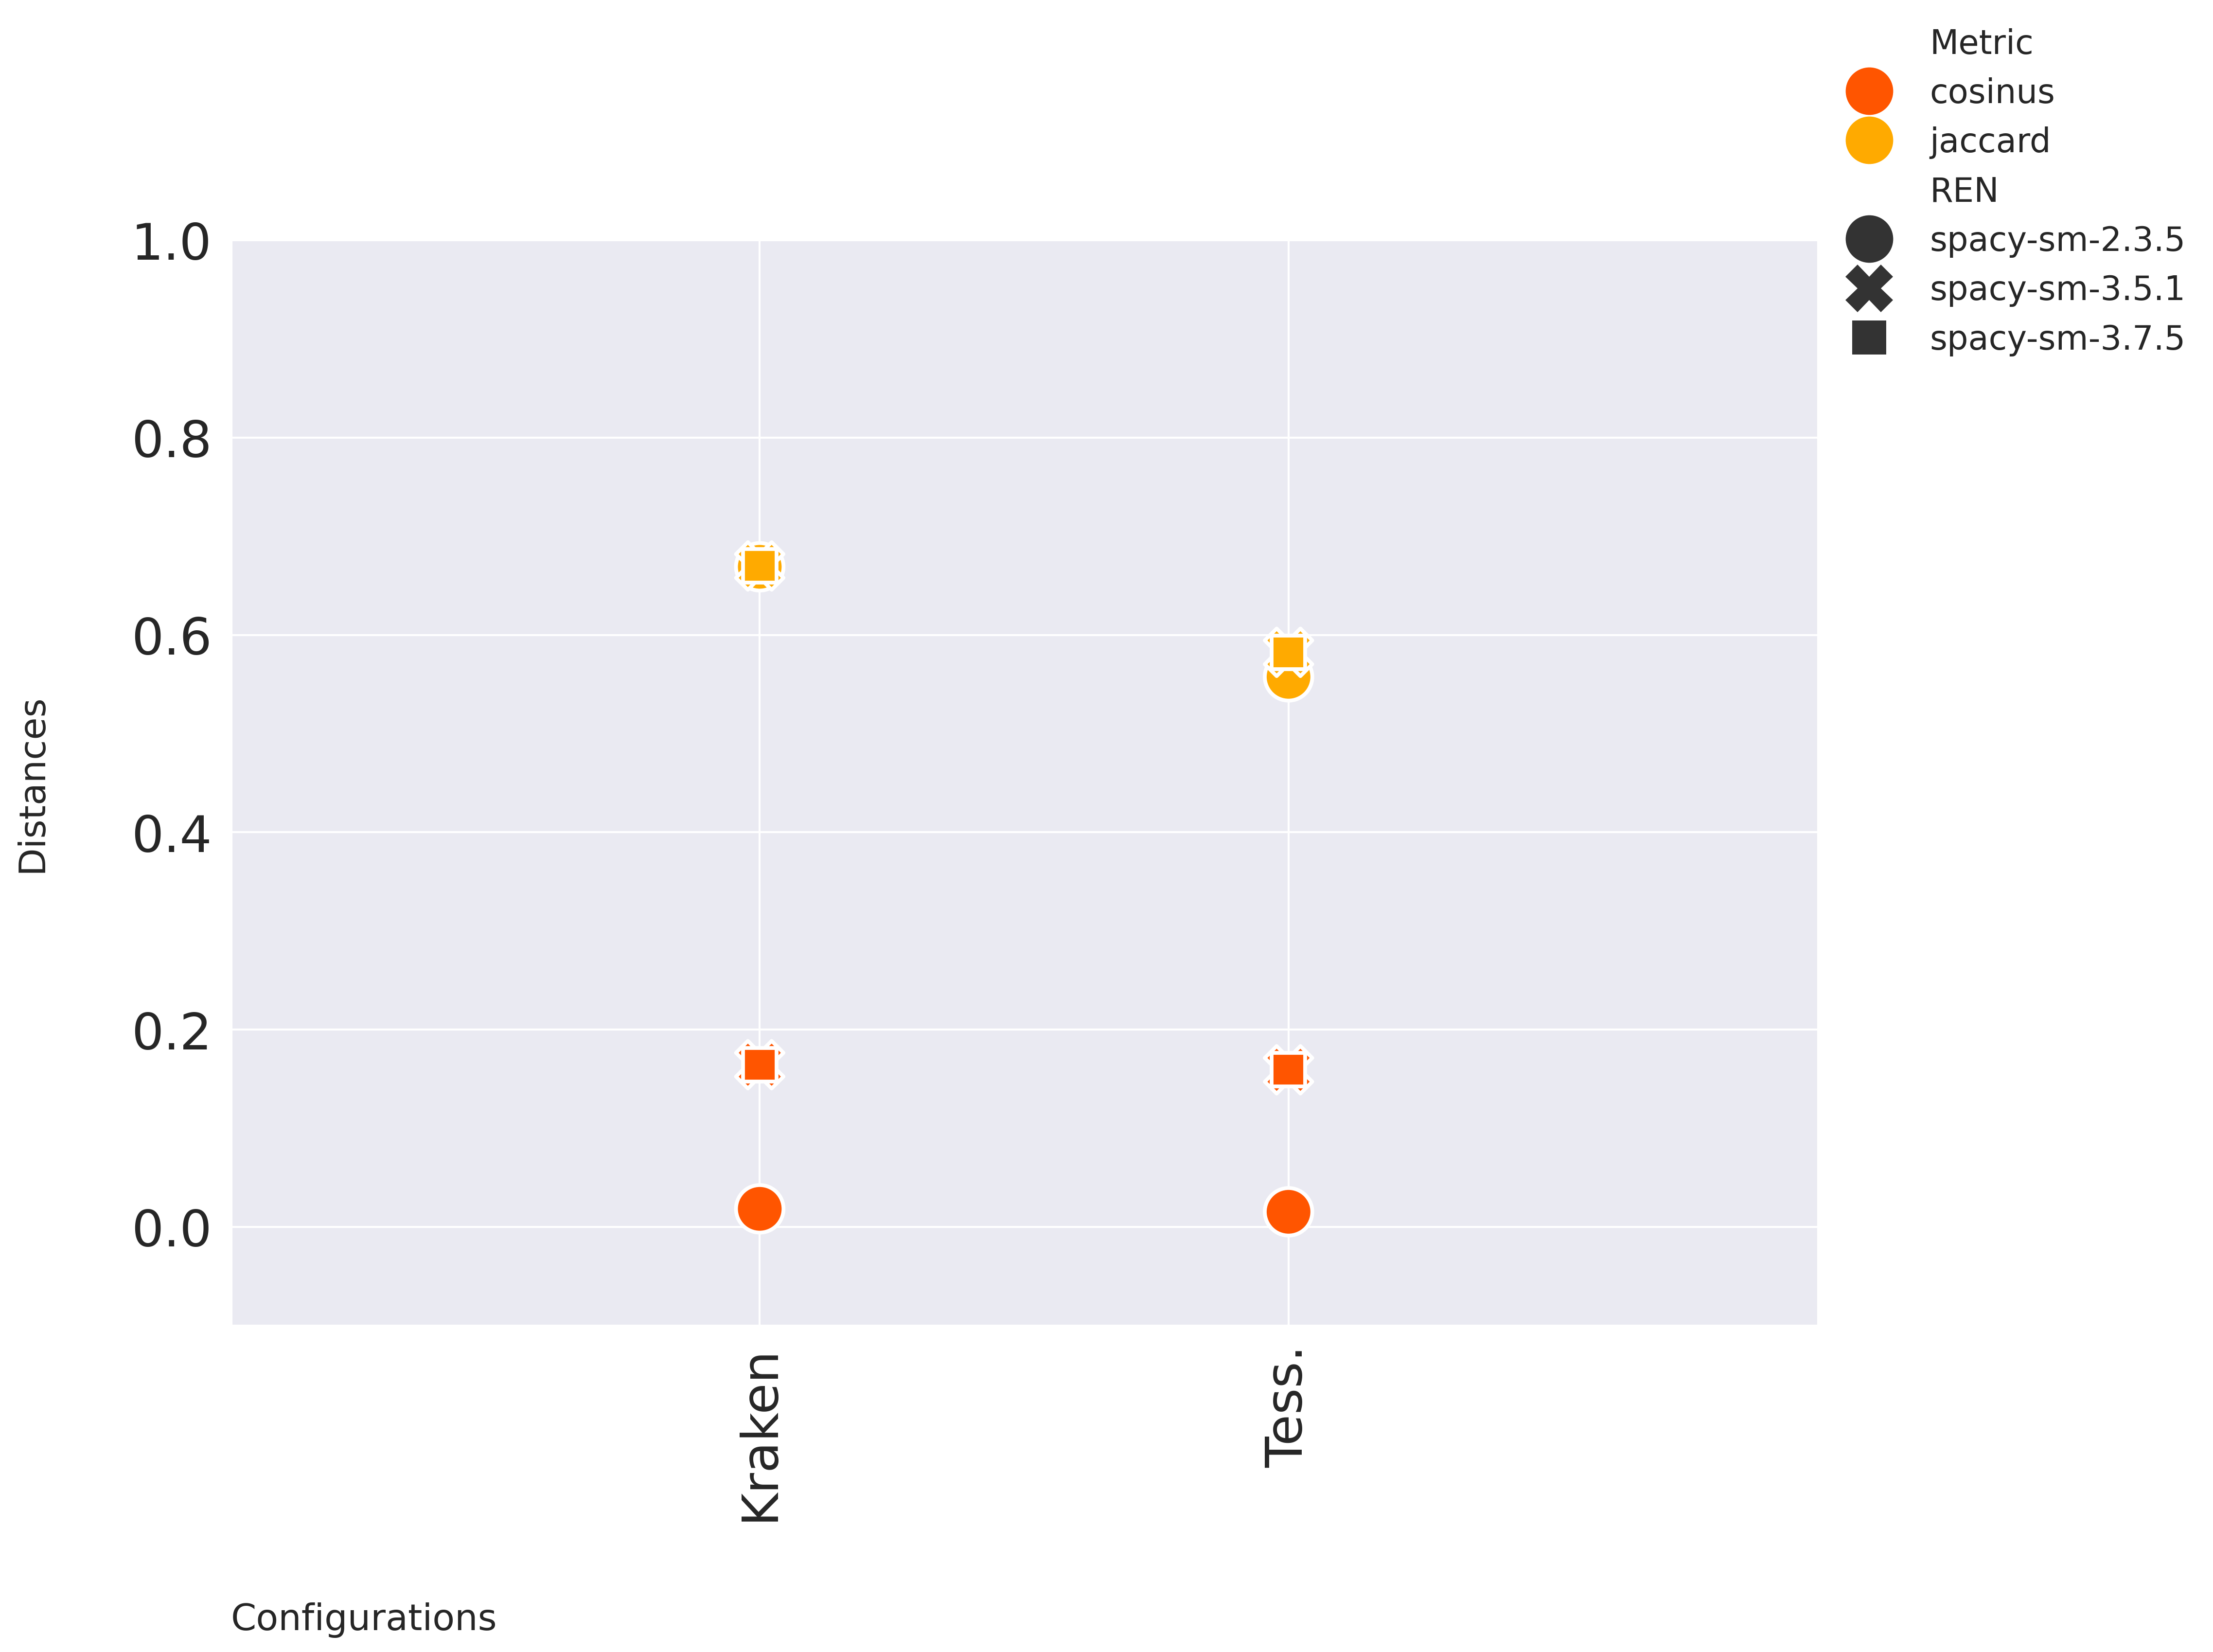 Metric
cosinus
jaccard
REN
spacy-sm-2.3.5
spacy-sm-3.5.1
spacy-sm-3.7.5
1.0
0.8
0.6
0.4
0.2
0.0
Distances
Kraken
Tess.
Configurations